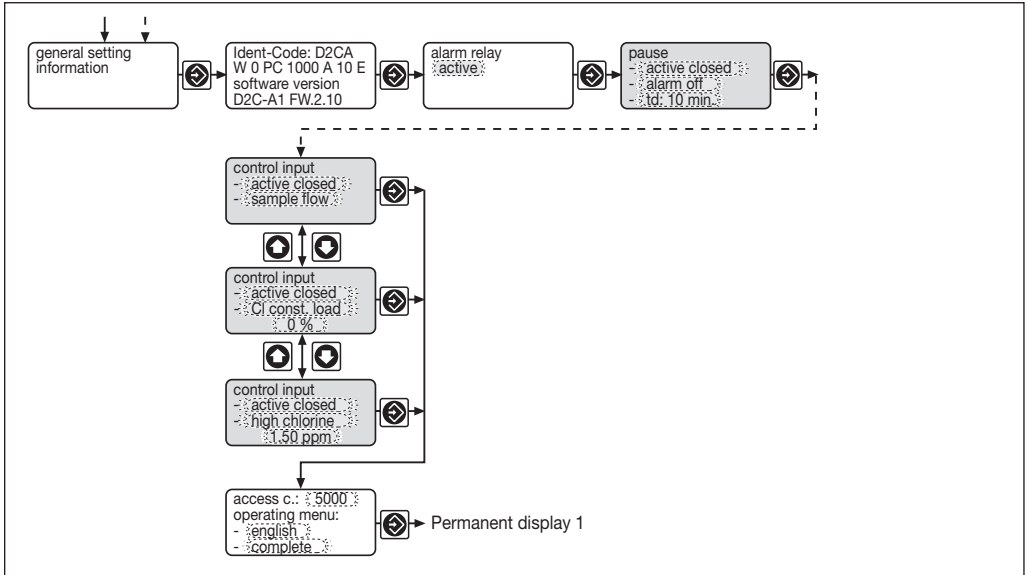 general setting
information
Ident-Code: D2CA
W 0 PC 1000 A 10 E
software version
D2C-A1 FW.2.10
alarm relay
active
pause
- active closed
- alarm off
- td: 10 min.
control input
- active closed
- sample flow
control input
- active closed
- Cl const. load
0 %
control input
- active closed
- high chlorine
1.50 ppm
access c.: 5000
operating menu:
- english
- complete
Permanent display 1